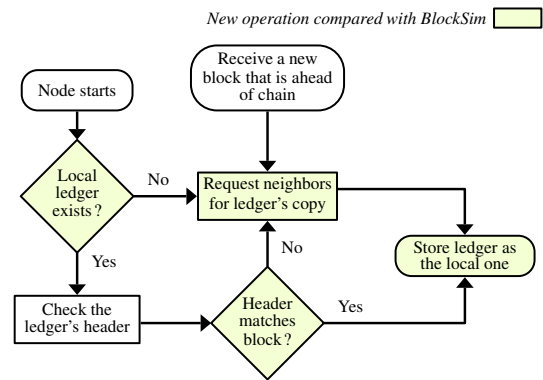 New operation compared with BlockSim
Receive a new
block that is ahead
of chain
Node starts
Local
ledger
exists?
No
Request neighbors
for ledger's copy
Yes
No
Store ledger as
the local one
Check the
ledger's header
Header
matches
block?
Yes